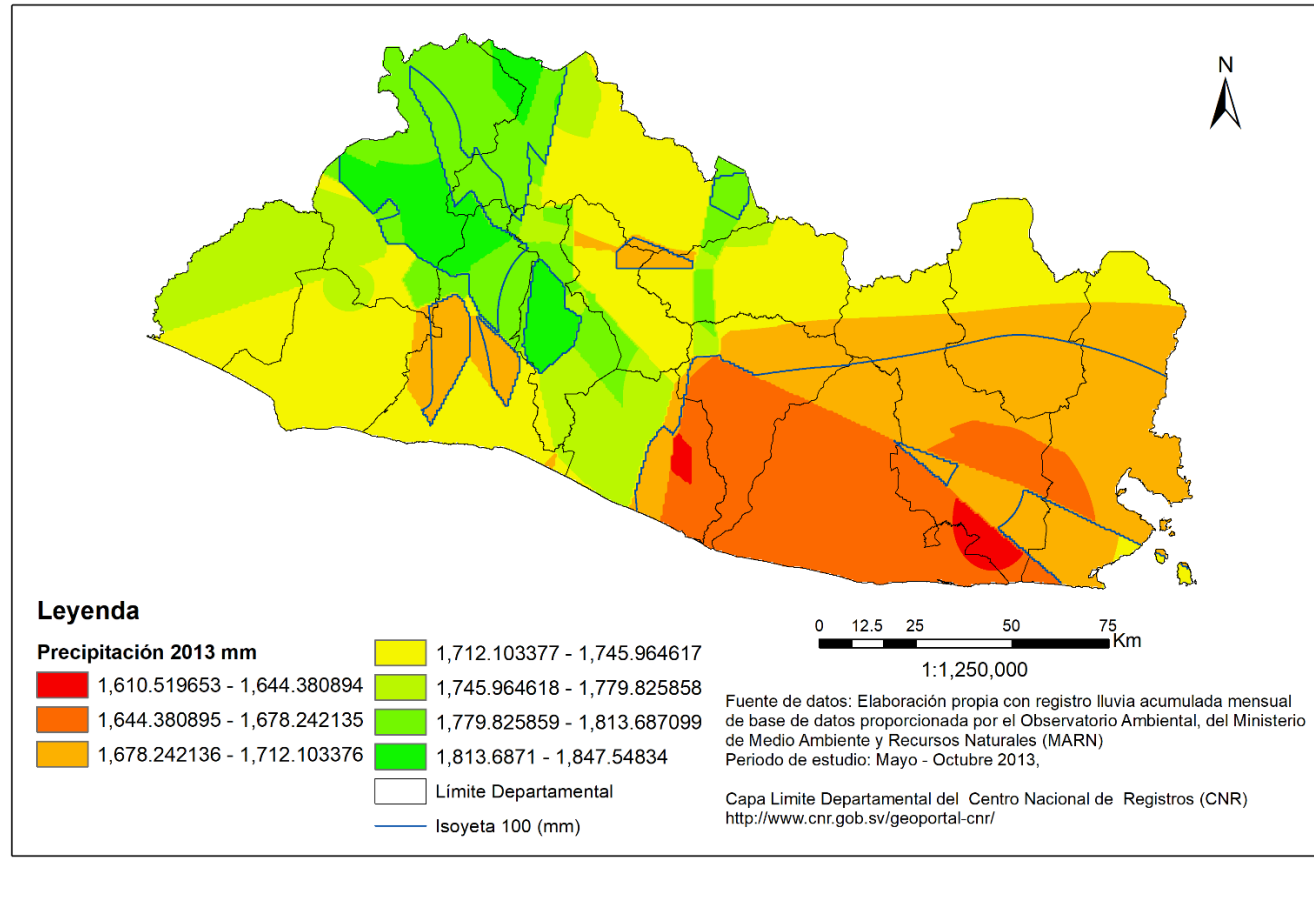 N
Leyenda
Precipitación 2013 mm
1,610.519653 - 1,644.380894
1,644.380895 - 1,678.242135
1,678.242136 - 1,712.103376
1,712.103377 - 1,745.964617
1,745.964618 - 1,779.825858
1,779.825859 - 1,813.687099
1,813.6871 - 1,847.54834
Límite Departamental
Isoyeta 100 (mm)
0 12.5 25 50 75
Km
1:1,250,000
Fuente de datos: Elaboración propia con registro lluvia acumulada mensual
de base de datos proporcionada por el Observatorio Ambiental, del Ministerio
de Medio Ambiente y Recursos Naturales (MARN)
Periodo de estudio: Mayo - Octubre 2013,
Capa Limite Departamental del Centro Nacional de Registros (CNR)
http://www.cnr.gob.sv/geoportal-cnr/